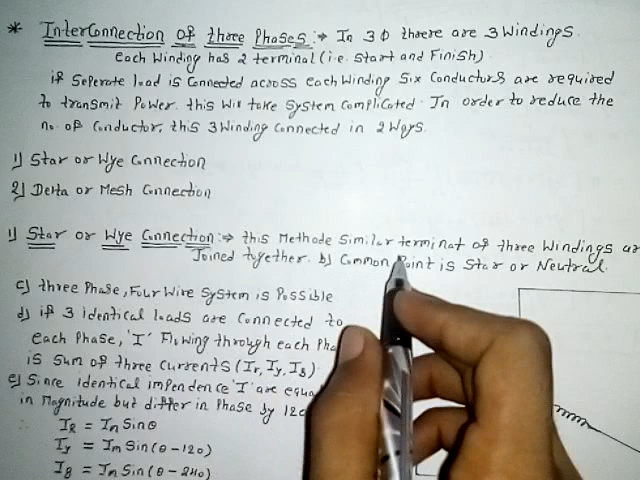 * InterConnection of three Phases :→ In 3Φ threre are 3 Windings.
each Winding has 2 terminal (i.e. Start and Finish)
if Seperate load is Connected across each Winding Six Conductors are required
to transmit Power. this will take System Complicated. In order to reduce the
no. of Conductor, this 3 Winding Connected in 2 Ways.
1) Star or Wye Connection
2) Delta or Mesh Connection
1) Star or Wye Connection :→ this Methode Similar terminal of three Windings ar
Joined together. b) Common Point is Star or Neutral.
c) three Phase, Four Wire System is Possible
d) if 3 identical loads are Connected to
each Phase, 'I' Flowing through each Pha
is Sum of three Currents (Ir, Iy, IB)
e) Since identical impendence 'I' are equa
in Magnitude but differ in Phase by 120
∴ IR = Im Sinθ
Iy = Im Sin(θ-120)
IB = Im Sin(θ-240)